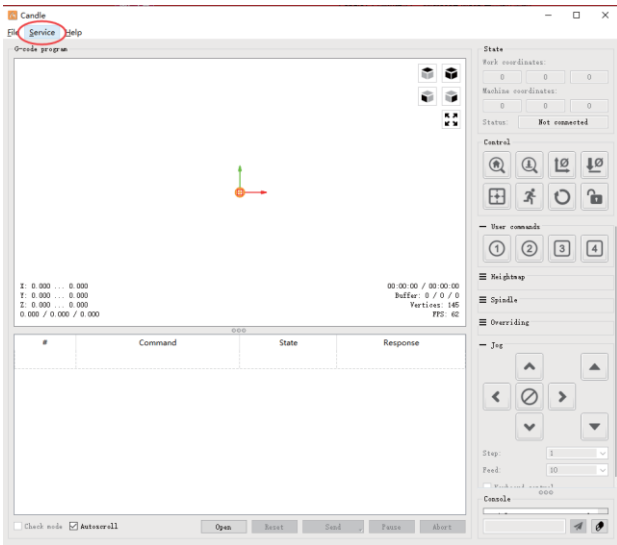 Candle
File Service Help
G-code program
State
Work coordinates:
0 0 0
Machine coordinates:
0 0 0
Status: Not connected
Control
User commands
1 2 3 4
X: 0.000 ... 0.000
Y: 0.000 ... 0.000
Z: 0.000 ... 0.000
0.000 / 0.000 / 0.000
00:00:00 / 00:00:00
Buffer: 0 / 0 / 0
Vertices: 145
FPS: 62
Heightmap
Spindle
Overriding
Jog
# Command State Response
Step: 1
Feed: 10
Keyboard control
Console
Check mode Autoscroll Open Reset Send Pause Abort